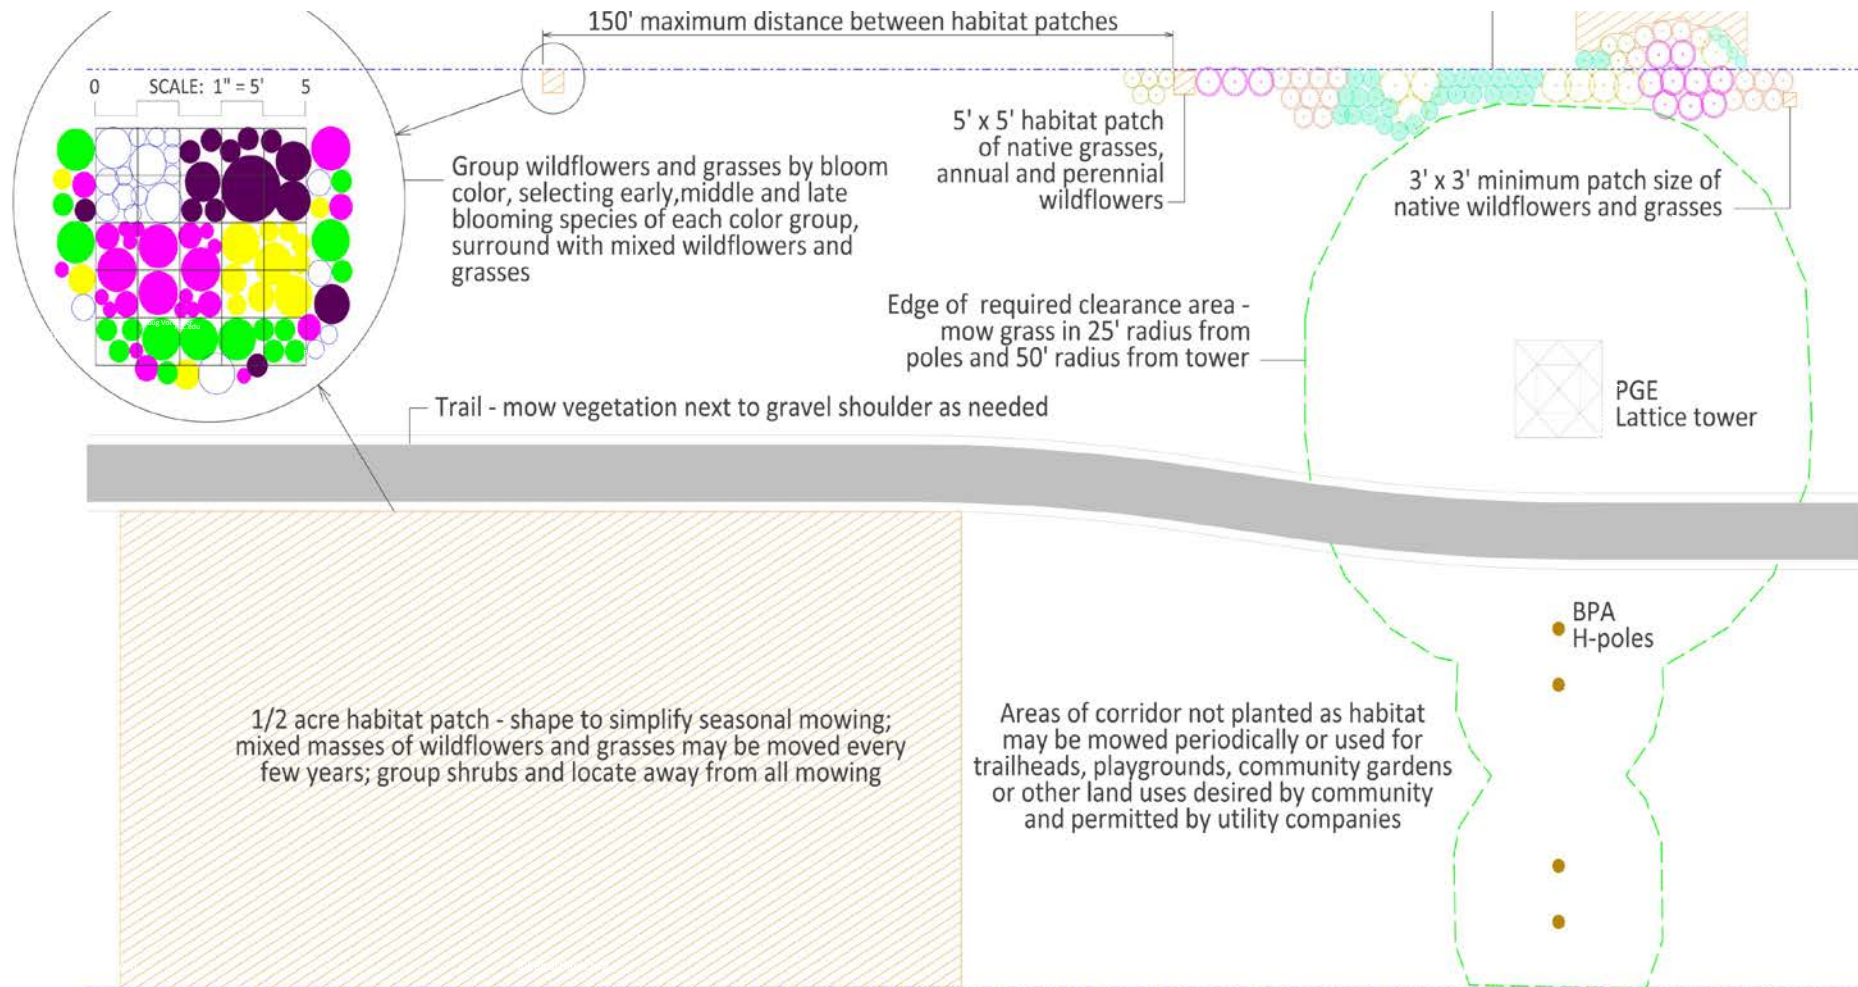 150' maximum distance between habitat patches
0 SCALE: 1" = 5' 5
5' x 5' habitat patch
of native grasses,
annual and perennial
wildflowers
Group wildflowers and grasses by bloom
color, selecting early,middle and late
blooming species of each color group,
surround with mixed wildflowers and
grasses
3' x 3' minimum patch size of
native wildflowers and grasses
Edge of required clearance area -
mow grass in 25' radius from
poles and 50' radius from tower
PGE
Lattice tower
Trail - mow vegetation next to gravel shoulder as needed
BPA
H-poles
1/2 acre habitat patch - shape to simplify seasonal mowing;
mixed masses of wildflowers and grasses may be moved every
few years; group shrubs and locate away from all mowing
Areas of corridor not planted as habitat
may be mowed periodically or used for
trailheads, playgrounds, community gardens
or other land uses desired by community
and permitted by utility companies